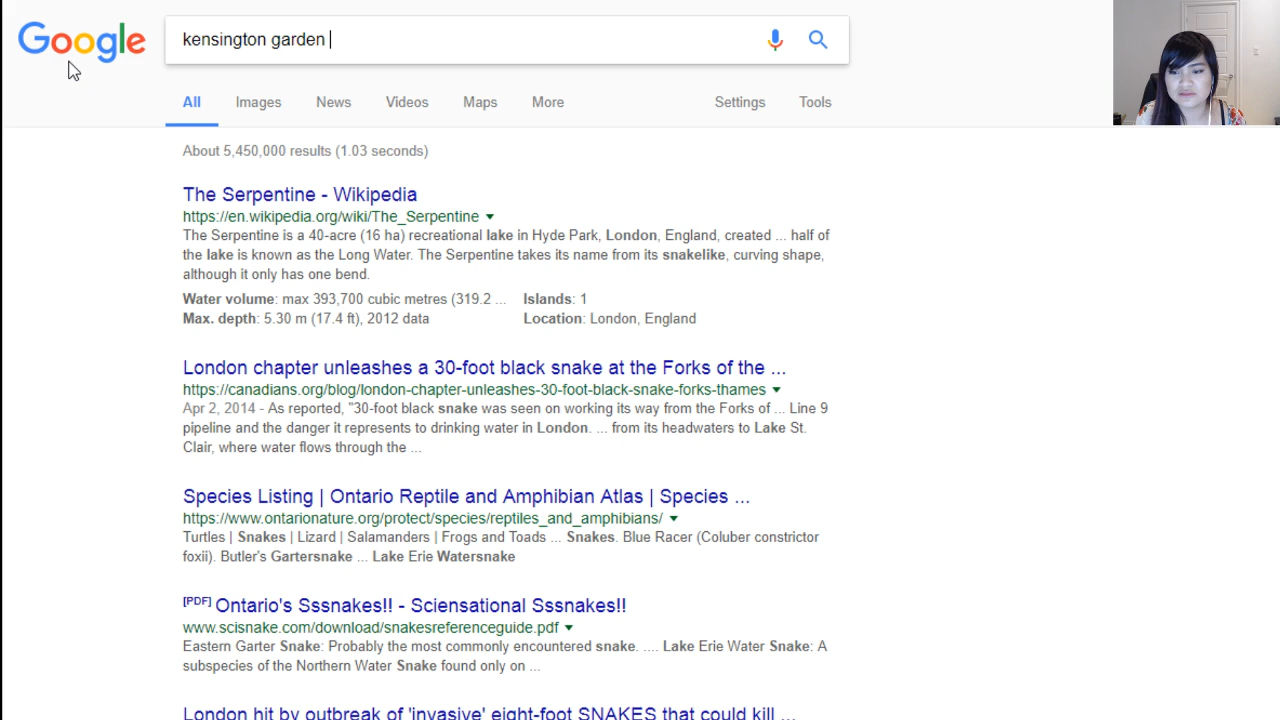 Google
kensington garden
All Images News Videos Maps More Settings Tools
About 5,450,000 results (1.03 seconds)
The Serpentine - Wikipedia
https://en.wikipedia.org/wiki/The_Serpentine
The Serpentine is a 40-acre (16 ha) recreational lake in Hyde Park, London, England, created ... half of
the lake is known as the Long Water. The Serpentine takes its name from its snakelike, curving shape,
although it only has one bend.
Water volume: max 393,700 cubic metres (319.2 ... Islands: 1
Max. depth: 5.30 m (17.4 ft), 2012 data Location: London, England
London chapter unleashes a 30-foot black snake at the Forks of the ...
https://canadians.org/blog/london-chapter-unleashes-30-foot-black-snake-forks-thames
Apr 2, 2014 - As reported, "30-foot black snake was seen on working its way from the Forks of ... Line 9
pipeline and the danger it represents to drinking water in London. ... from its headwaters to Lake St.
Clair, where water flows through the ...
Species Listing | Ontario Reptile and Amphibian Atlas | Species ...
https://www.ontarionature.org/protect/species/reptiles_and_amphibians/
Turtles | Snakes | Lizard | Salamanders | Frogs and Toads ... Snakes. Blue Racer (Coluber constrictor
foxii). Butler's Gartersnake ... Lake Erie Watersnake
[PDF] Ontario's Sssnakes!! - Sciensational Sssnakes!!
www.scisnake.com/download/snakesreferenceguide.pdf
Eastern Garter Snake: Probably the most commonly encountered snake. .... Lake Erie Water Snake: A
subspecies of the Northern Water Snake found only on ...
London hit by outbreak of 'invasive' eight-foot SNAKES that could kill ...